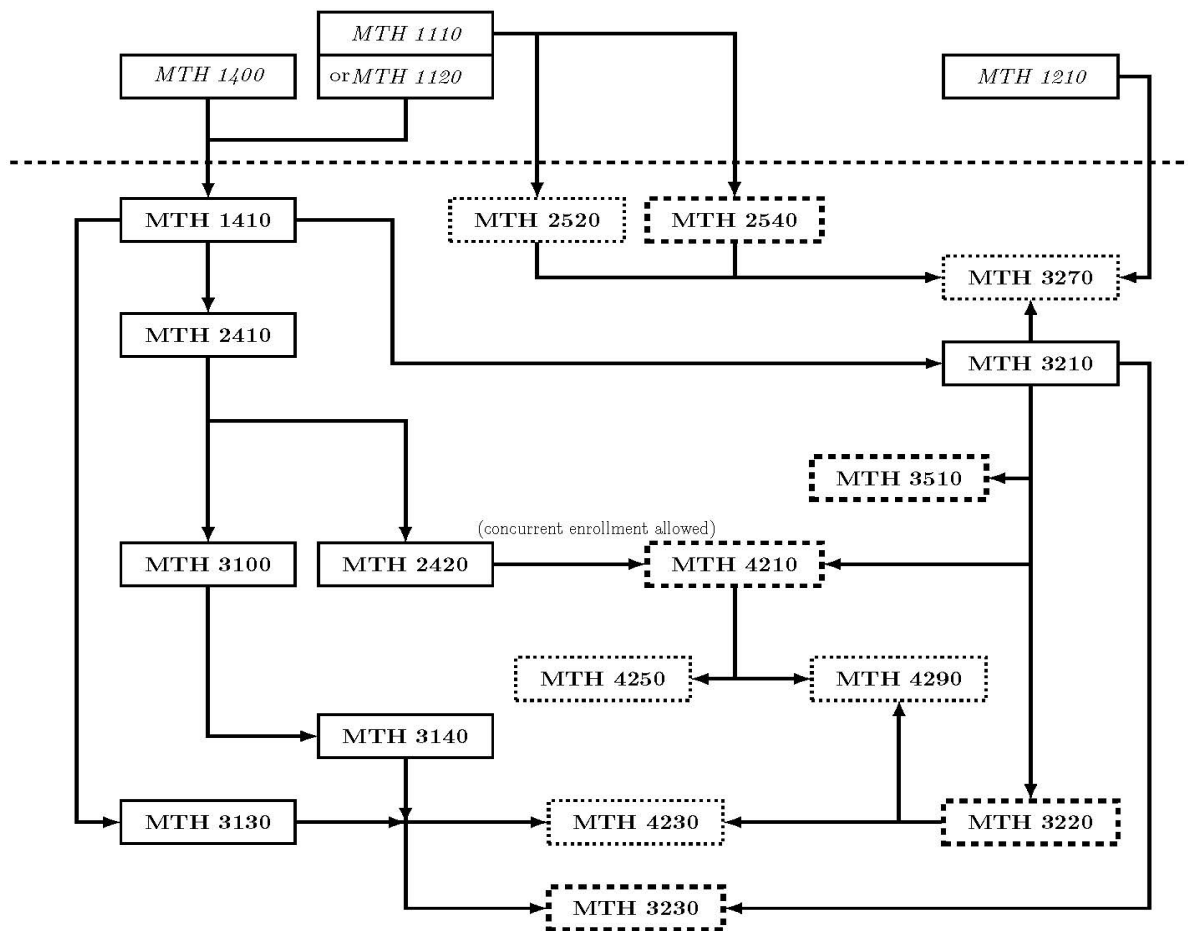 MTH 1110
MTH 1400
or MTH 1120
MTH 1210
MTH 1410
MTH 2520
MTH 2540
MTH 3270
MTH 2410
MTH 3210
MTH 3510
(concurrent enrollment allowed)
MTH 3100
MTH 2420
MTH 4210
MTH 4250
MTH 4290
MTH 3140
MTH 3130
MTH 4230
MTH 3220
MTH 3230